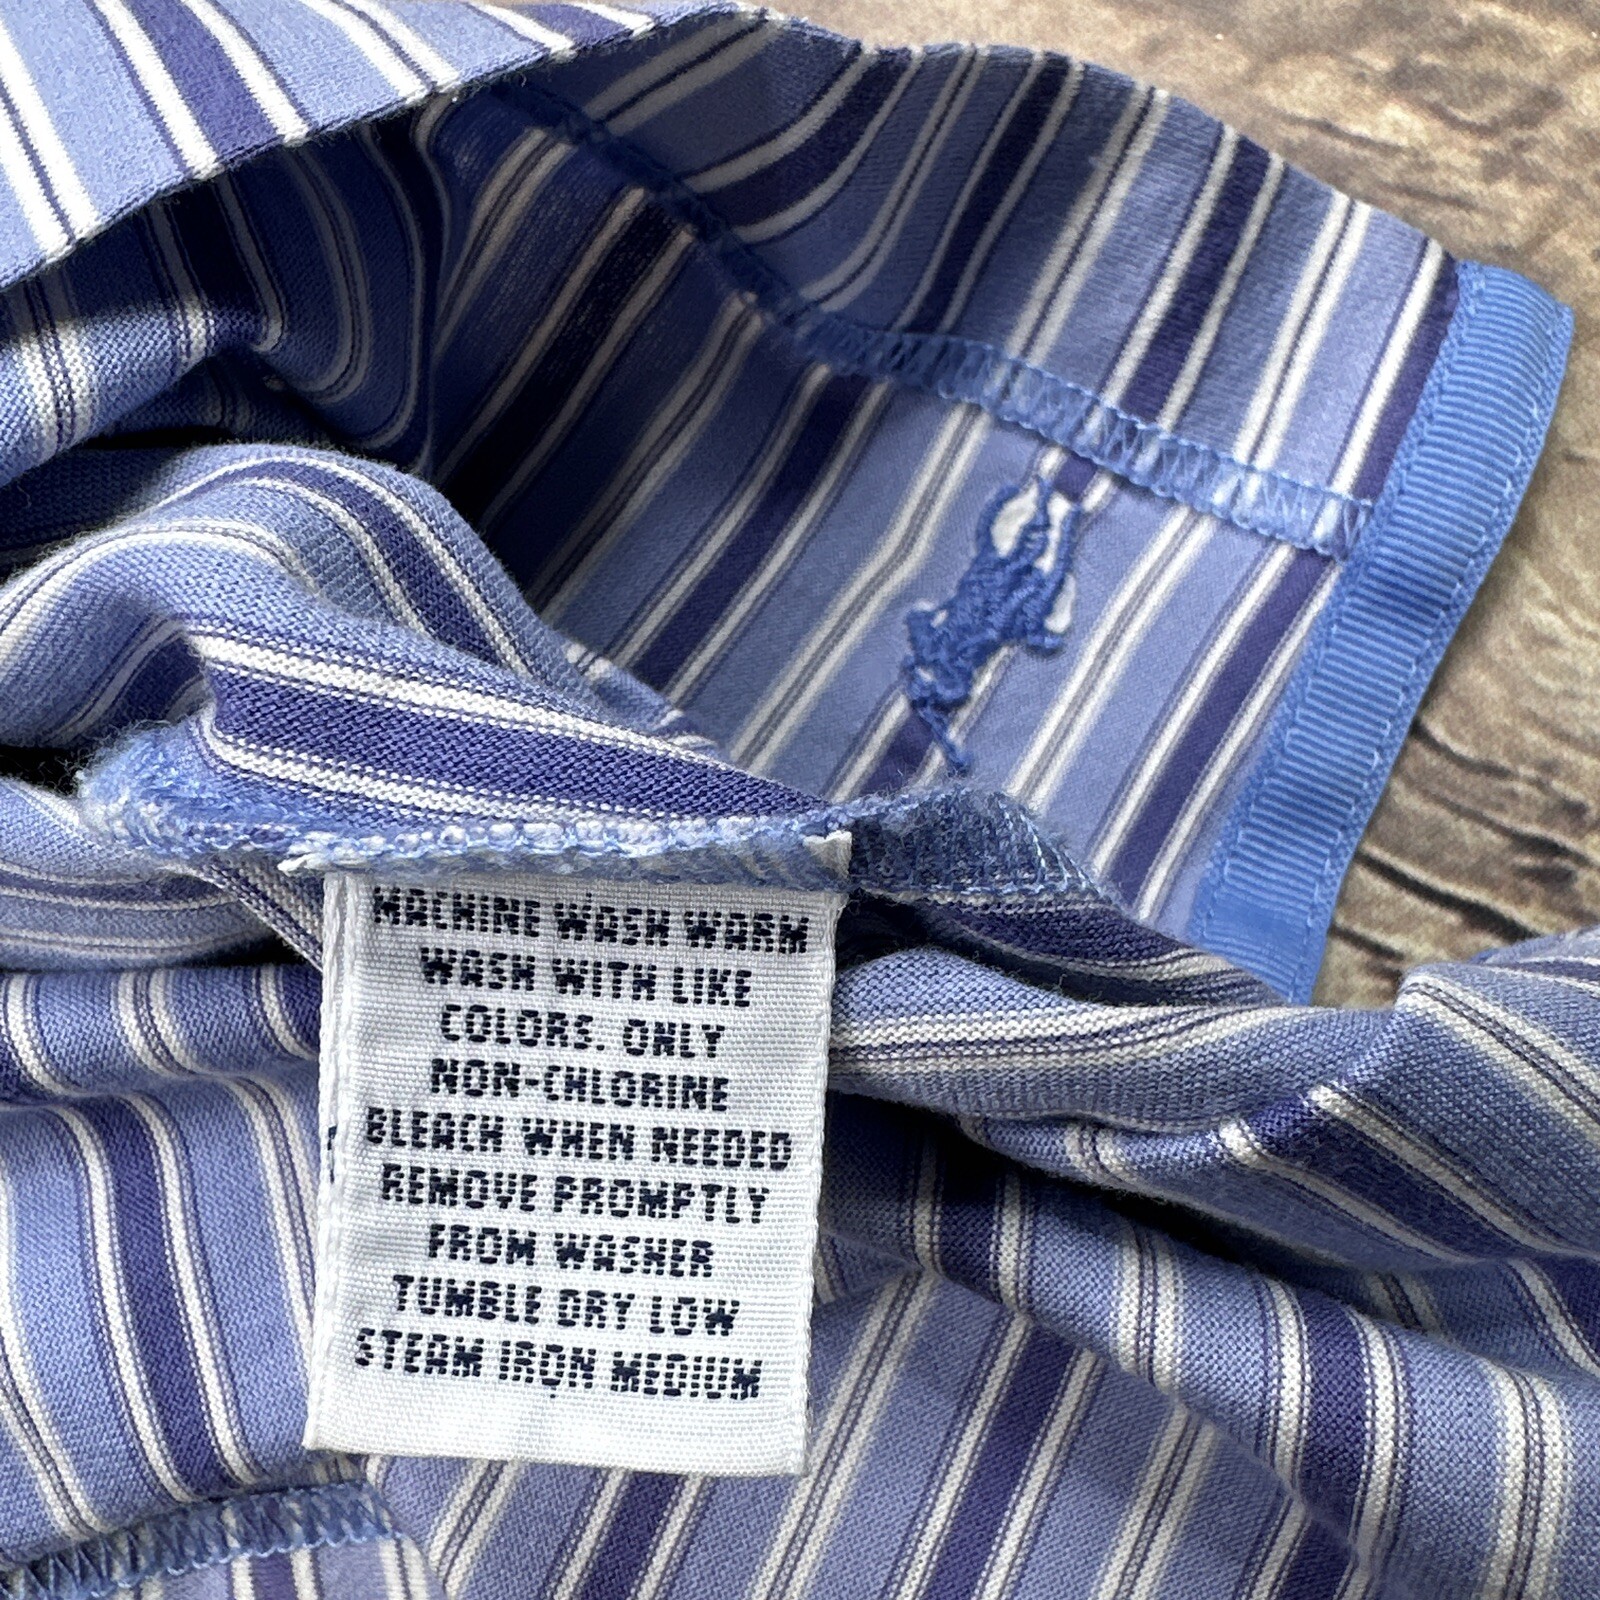 MACHINE WASH WARM
WASH WITH LIKE
COLORS. ONLY
NON-CHLORINE
BLEACH WHEN NEEDED
REMOVE PROMPTLY
FROM WASHER
TUMBLE DRY LOW
STEAM IRON MEDIUM